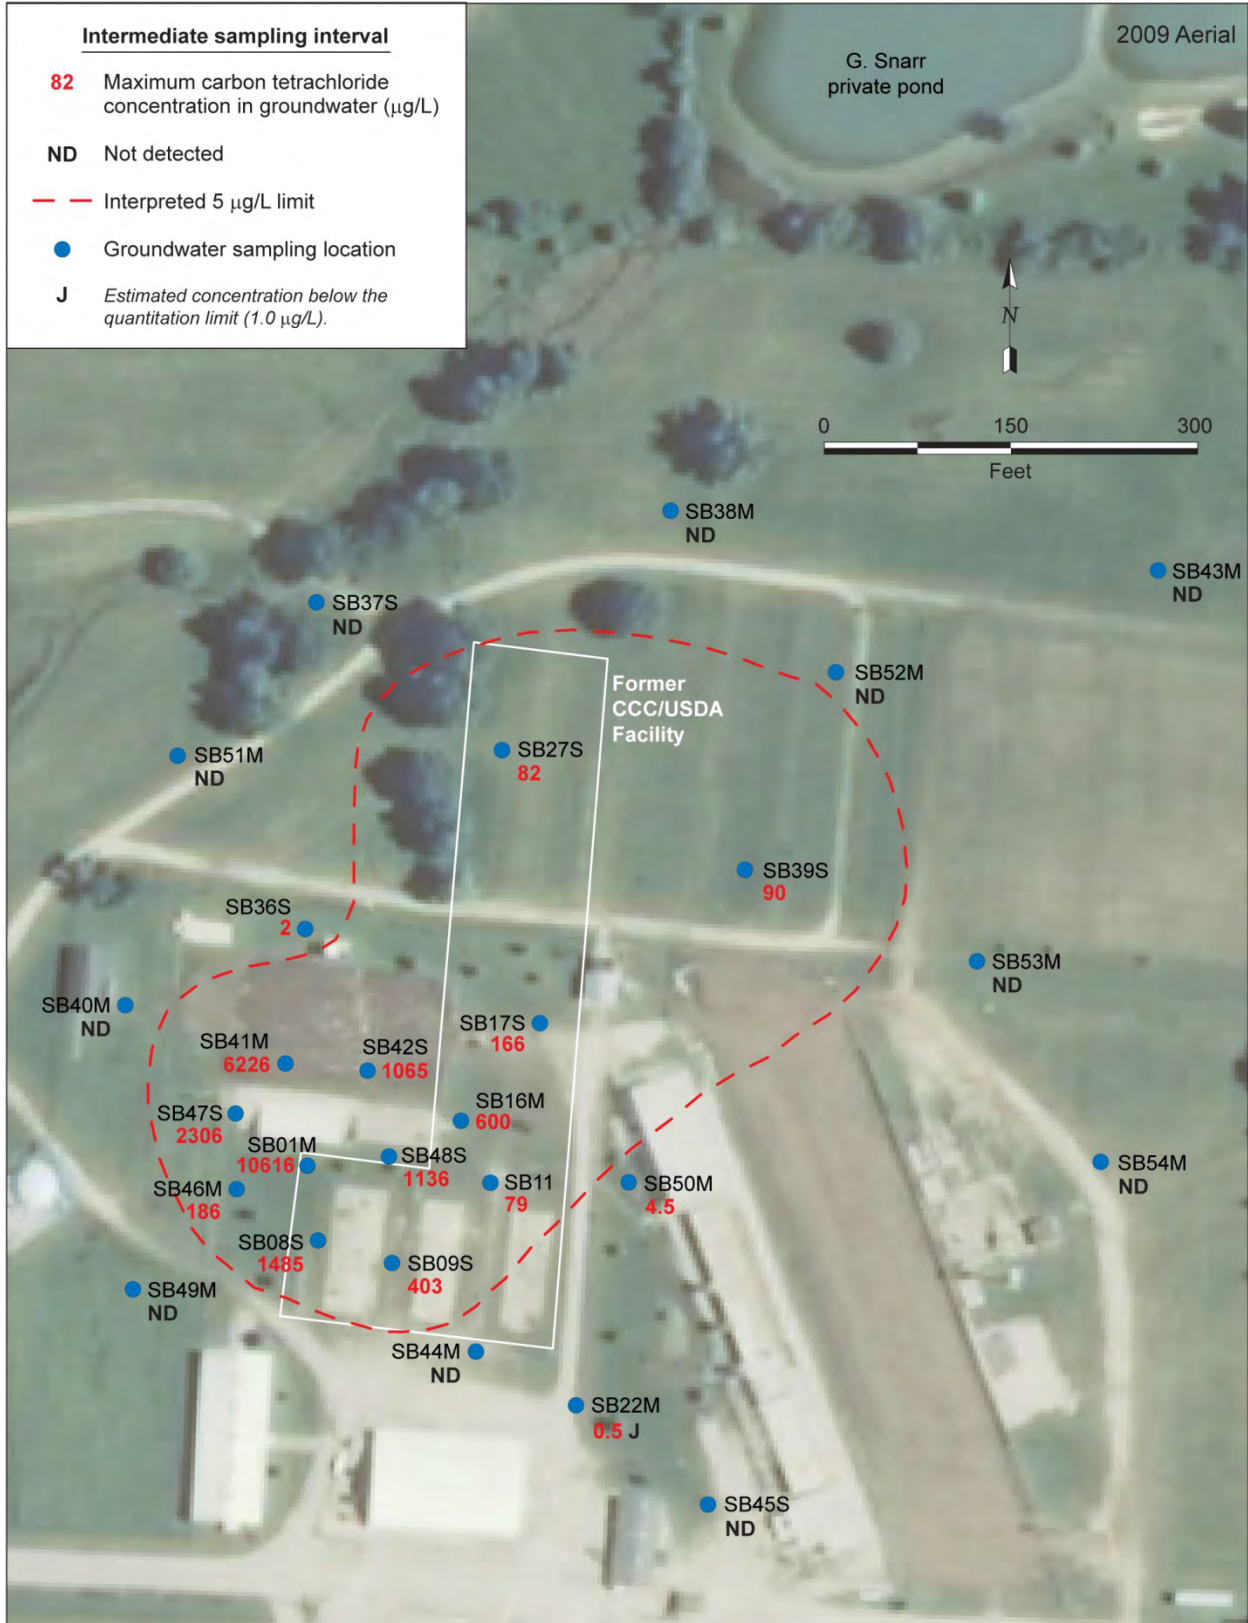 Intermediate sampling interval
82 Maximum carbon tetrachloride
concentration in groundwater (µg/L)
ND Not detected
Interpreted 5 µg/L limit
Groundwater sampling location
J Estimated concentration below the
quantitation limit (1.0 µg/L).
2009 Aerial
G. Snarr
private pond
N
0 150 300
Feet
SB38M
ND
SB43M
ND
SB37S
ND
SB52M
ND
Former
CCC/USDA
Facility
SB51M
ND
SB27S
82
SB39S
90
SB36S
2
SB53M
ND
SB40M
ND
SB17S
166
SB41M
6226
SB42S
1065
SB47S
2306
SB16M
600
SB01M
10616
SB48S
1136
SB54M
ND
SB46M
186
SB11
79
SB50M
4.5
SB08S
1485
SB09S
403
SB49M
ND
SB44M
ND
SB22M
0.5 J
SB45S
ND